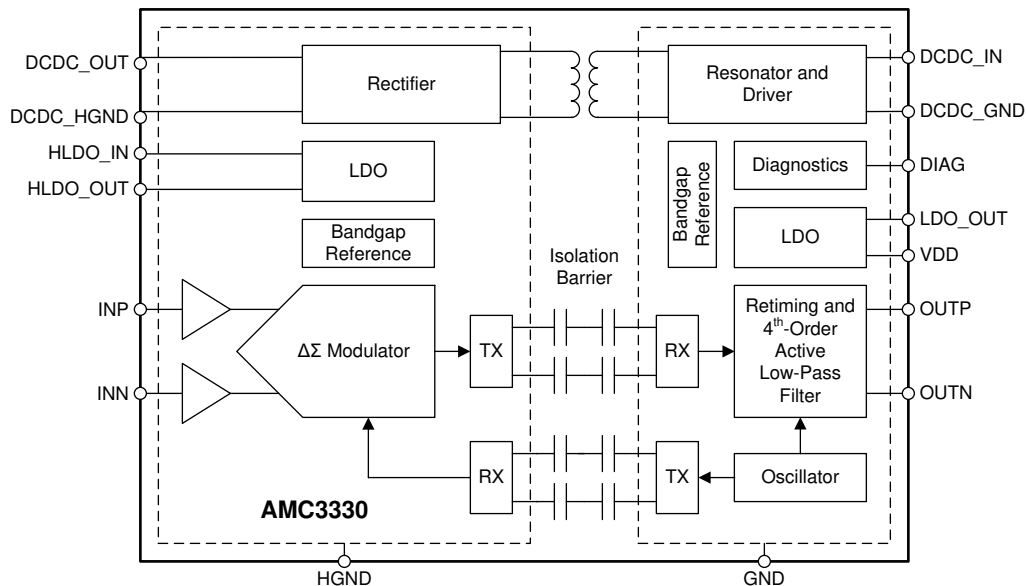 DCDC_OUT
DCDC_HGND
HLDO_IN
HLDO_OUT
INP
INN
Rectifier
LDO
Bandgap
Reference
ΔΣ Modulator
TX
RX
AMC3330
HGND
Isolation
Barrier
Resonator and
Driver
Bandgap
Reference
Diagnostics
LDO
RX
Retiming and
4th-Order
Active
Low-Pass
Filter
TX
Oscillator
DCDC_IN
DCDC_GND
DIAG
LDO_OUT
VDD
OUTP
OUTN
GND